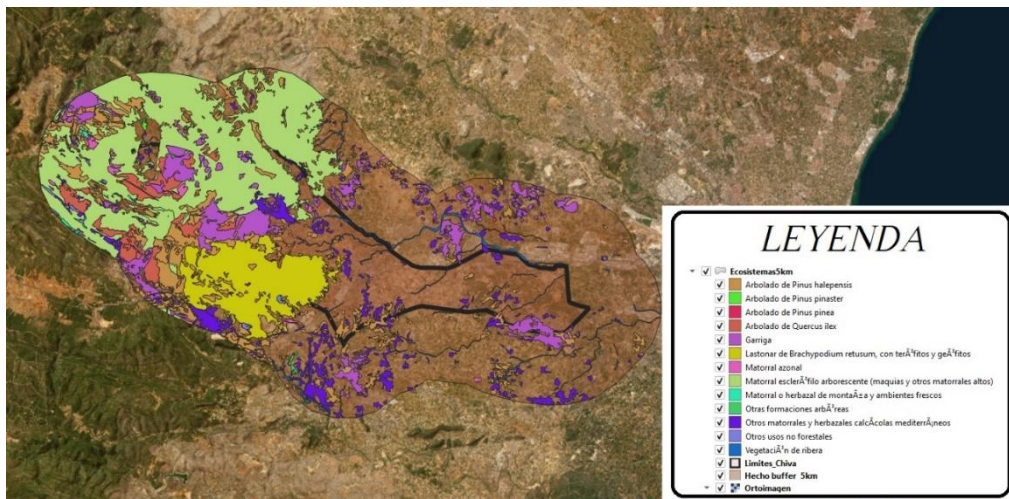 LEYENDA
Ecosistemas5km
Arbolado de Pinus halepensis
Arbolado de Pinus pinaster
Arbolado de Pinus pinea
Arbolado de Quercus ilex
Garriga
Lastonar de Brachypodium retusum, con terÃ³fitos y geÃ³fitos
Matorral azonal
Matorral esclerÃ³filo arborescente (maquias y otros matorrales altos)
Matorral o herbazal de montaÃ±a y ambientes frescos
Otras formaciones arbÃ³reas
Otros matorrales y herbazales calcÃ­colas mediterrÃ¡neos
Otros usos no forestales
VegetaciÃ³n de ribera
Limites_Chiva
Hecho buffer 5km
Ortoimagen